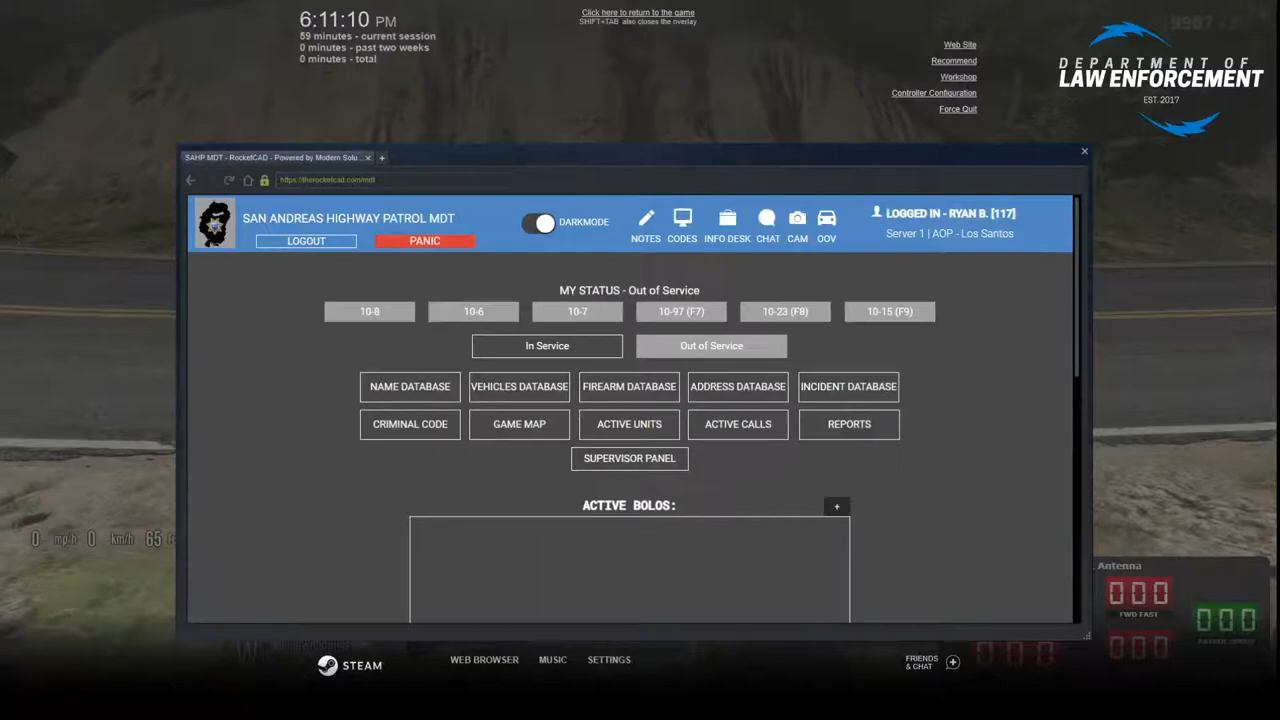 6:11:10 PM
59 minutes - current session
0 minutes - past two weeks
0 minutes - total
Click here to return to the game
SHIFT+TAB also closes the overlay
Web Site
Recommend
Workshop
Controller Configuration
Force Quit
DEPARTMENT OF
LAW ENFORCEMENT
EST. 2017
SAHP MDT - RocketCAD - Powered by Modern Solu...
https://therocketcad.com/mdt
SAN ANDREAS HIGHWAY PATROL MDT
LOGOUT
PANIC
DARKMODE
NOTES
CODES
INFO DESK
CHAT
CAM
OOV
LOGGED IN - RYAN B. [117]
Server 1 | AOP - Los Santos
MY STATUS - Out of Service
10-8
10-6
10-7
10-97 (F7)
10-23 (F8)
10-15 (F9)
In Service
Out of Service
NAME DATABASE
VEHICLES DATABASE
FIREARM DATABASE
ADDRESS DATABASE
INCIDENT DATABASE
CRIMINAL CODE
GAME MAP
ACTIVE UNITS
ACTIVE CALLS
REPORTS
SUPERVISOR PANEL
ACTIVE BOLOS:
+
0 mph 0 km/h 65
Antenna
000
FWD FAST
000
000
000
STEAM
WEB BROWSER
MUSIC
SETTINGS
FRIENDS
& CHAT